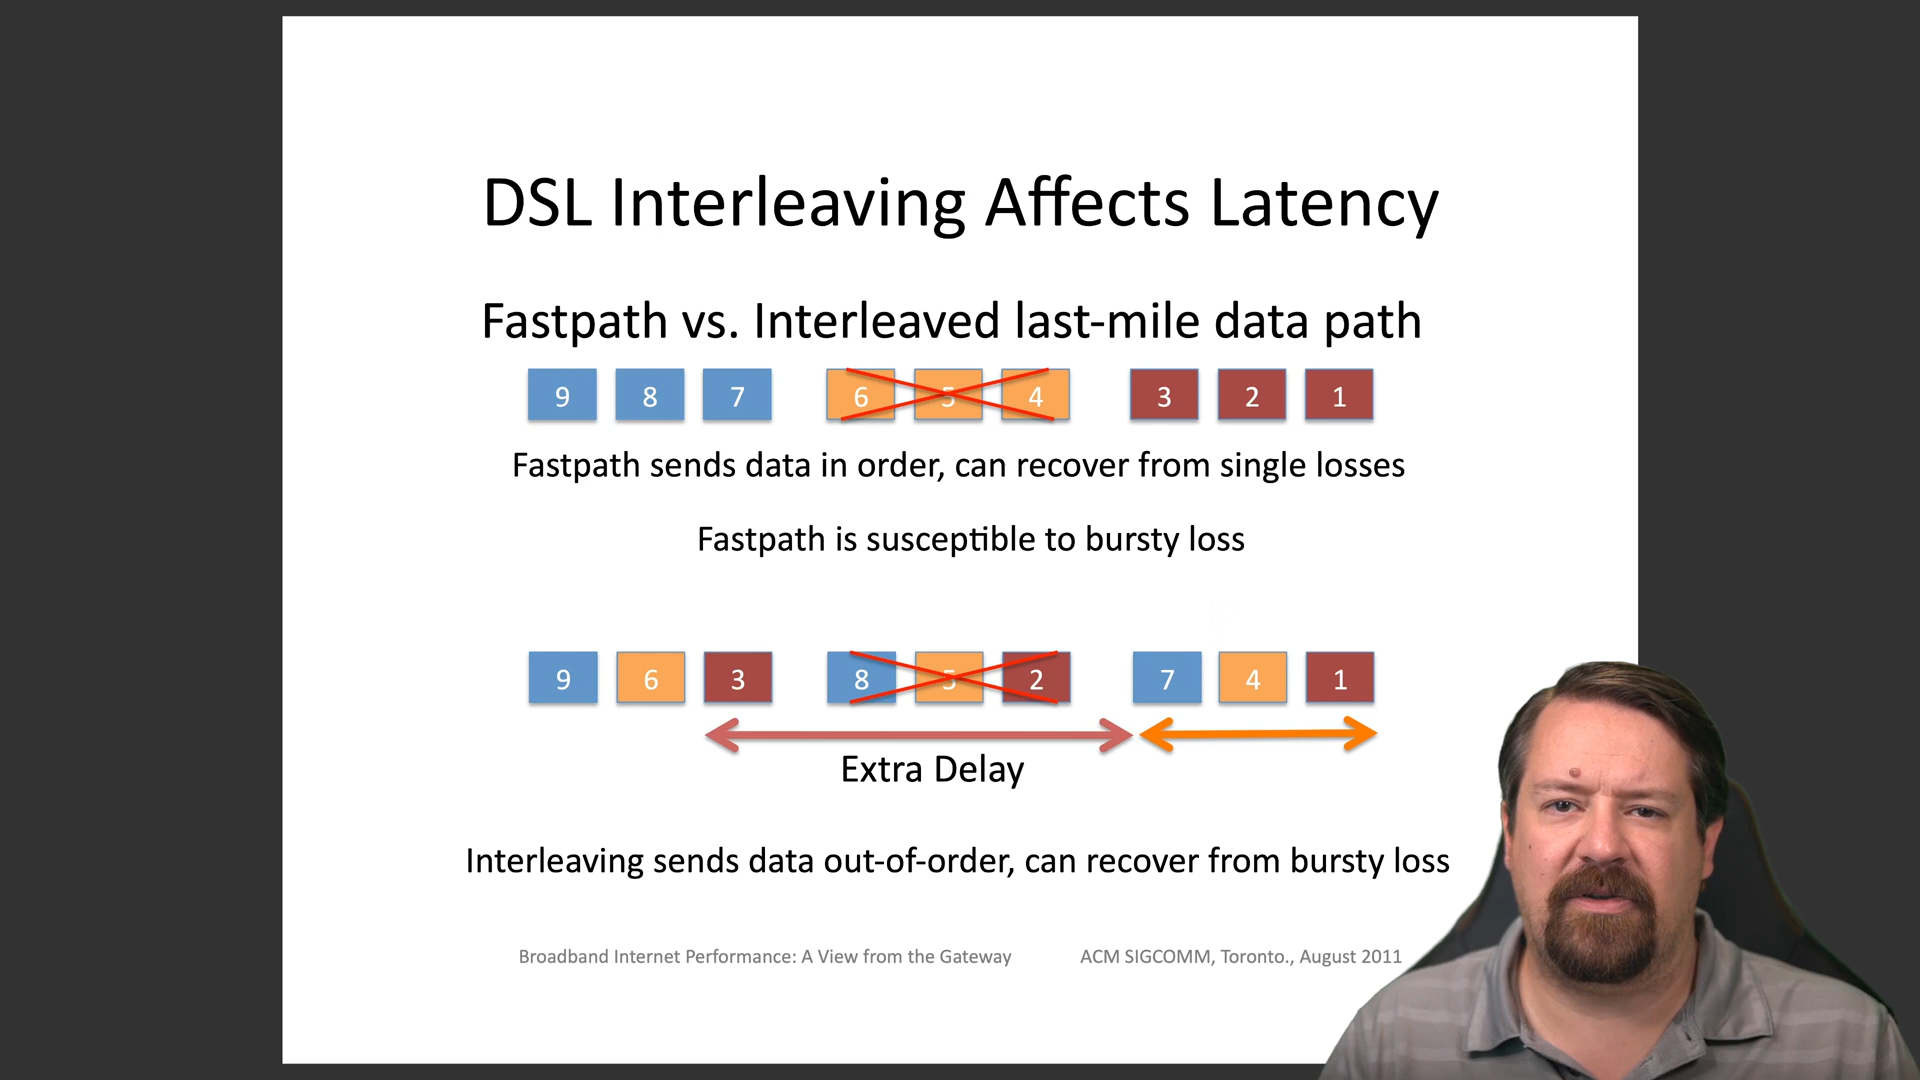 DSL Interleaving Affects Latency
Fastpath vs. Interleaved last-mile data path
9 8 7 6 5 4 3 2 1
Fastpath sends data in order, can recover from single losses
Fastpath is susceptible to bursty loss
9 6 3 8 5 2 7 4 1
Extra Delay
Interleaving sends data out-of-order, can recover from bursty loss
Broadband Internet Performance: A View from the Gateway ACM SIGCOMM, Toronto., August 2011